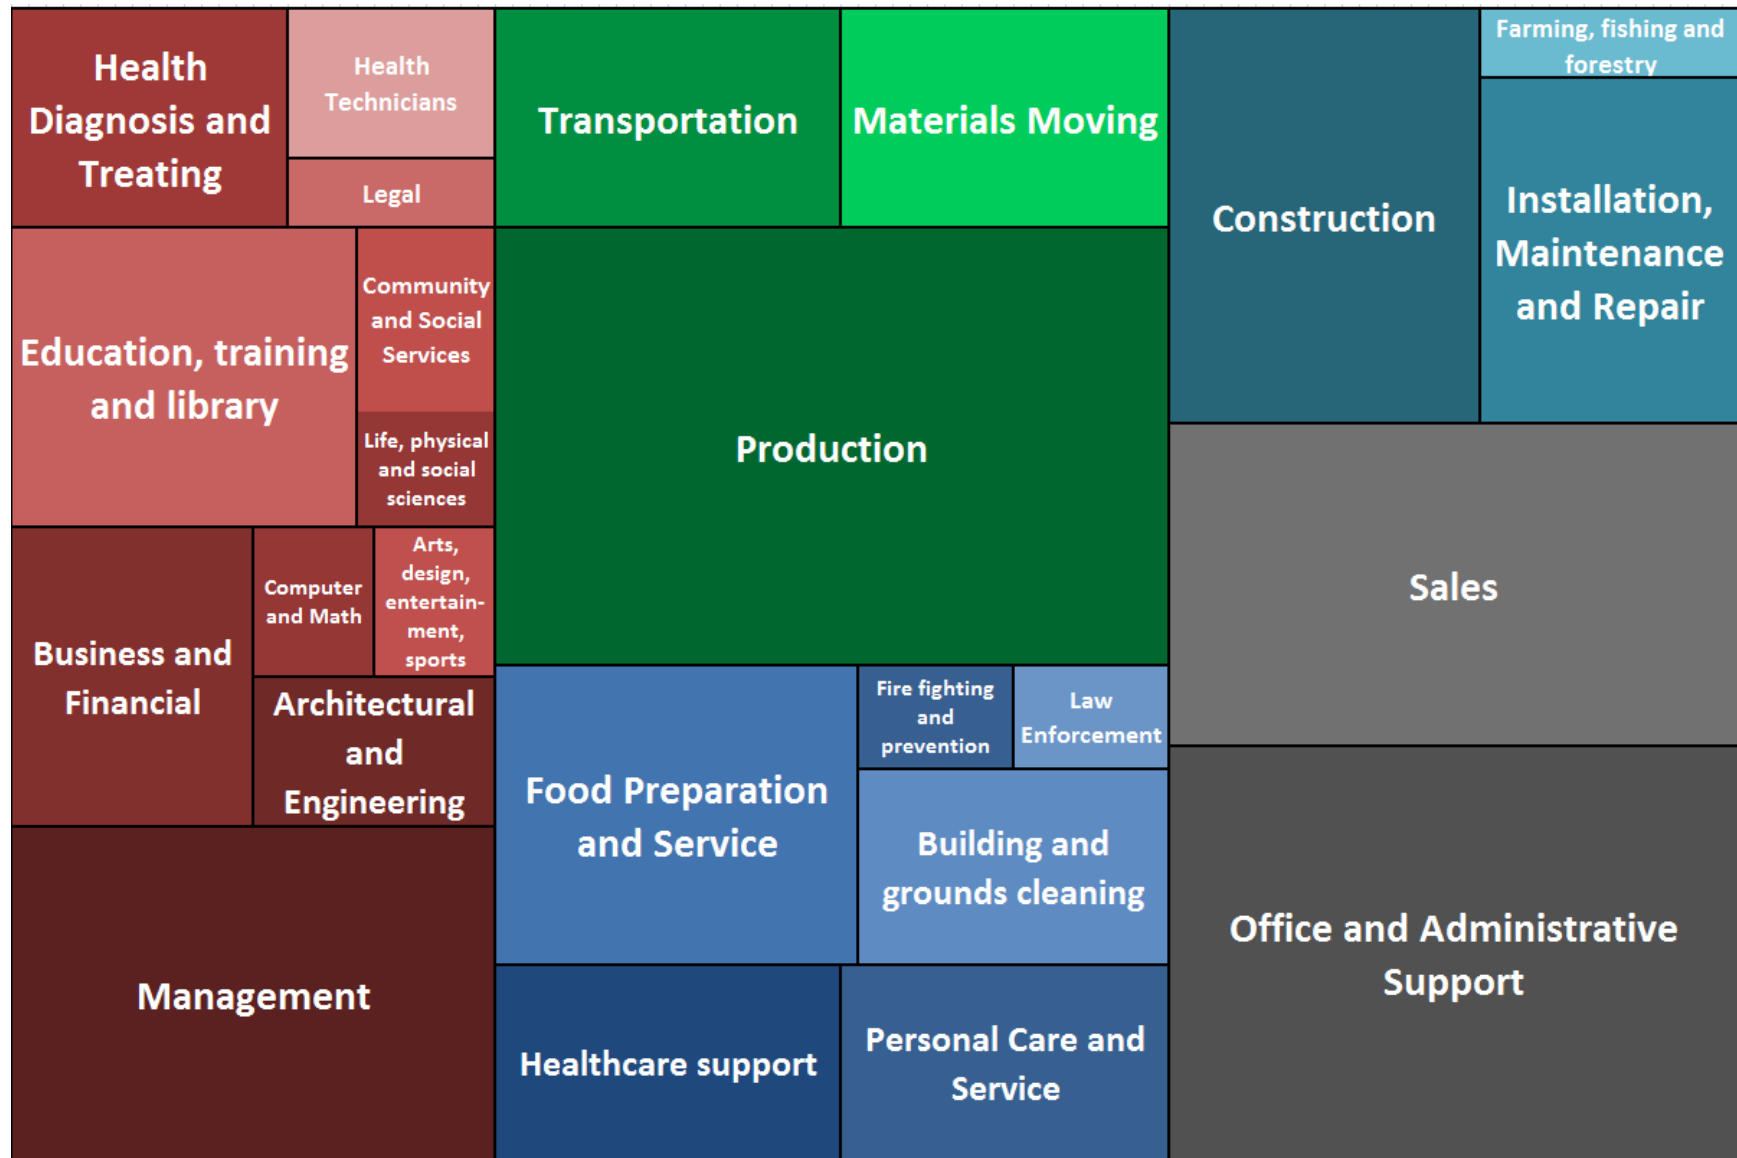 Health
Diagnosis and
Treating
Health
Technicians
Legal
Transportation
Materials Moving
Construction
Farming, fishing and
forestry
Installation,
Maintenance
and Repair
Education, training
and library
Community
and Social
Services
Life, physical
and social
sciences
Production
Sales
Business and
Financial
Computer
and Math
Arts,
design,
entertain-
ment,
sports
Architectural
and
Engineering
Food Preparation
and Service
Fire fighting
and
prevention
Law
Enforcement
Building and
grounds cleaning
Office and Administrative
Support
Management
Healthcare support
Personal Care and
Service